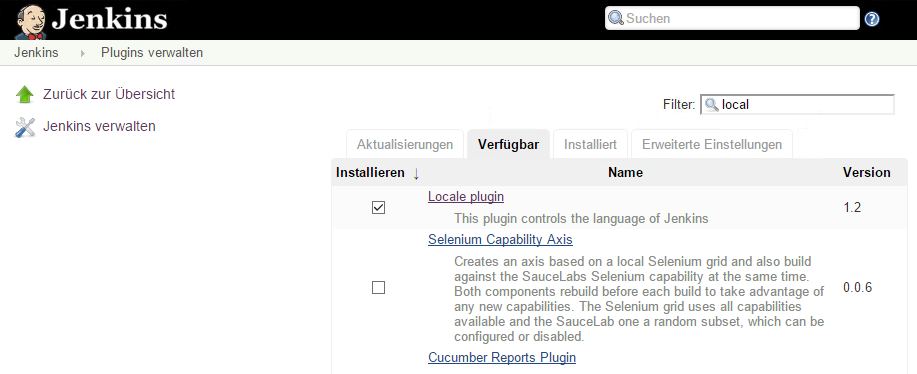 Jenkins
Suchen
Jenkins Plugins verwalten
Zurück zur Übersicht
Jenkins verwalten
Filter: local
Aktualisierungen Verfügbar Installiert Erweiterte Einstellungen
Installieren ↓ Name Version
Locale plugin
This plugin controls the language of Jenkins
1.2
Selenium Capability Axis
Creates an axis based on a local Selenium grid and also build
against the SauceLabs Selenium capability at the same time.
Both components rebuild before each build to take advantage of
any new capabilities. The Selenium grid uses all capabilities
available and the SauceLab one a random subset, which can be
configured or disabled.
0.0.6
Cucumber Reports Plugin